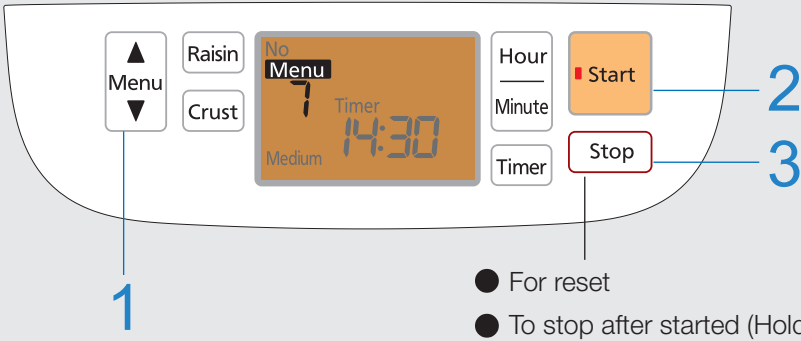 Menu
Raisin
Crust
No
Menu
7
Timer
14:30
Medium
Hour
Minute
Timer
Start
Stop
1
2
3
● For reset
● To stop after started (Hold